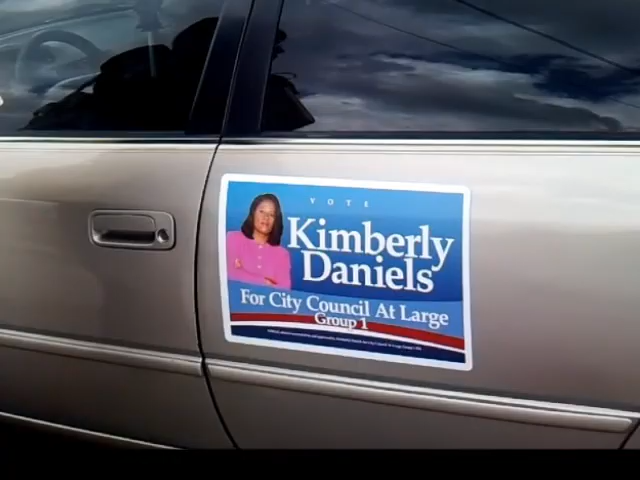 VOTE
Kimberly
Daniels
For City Council At Large
Group 1